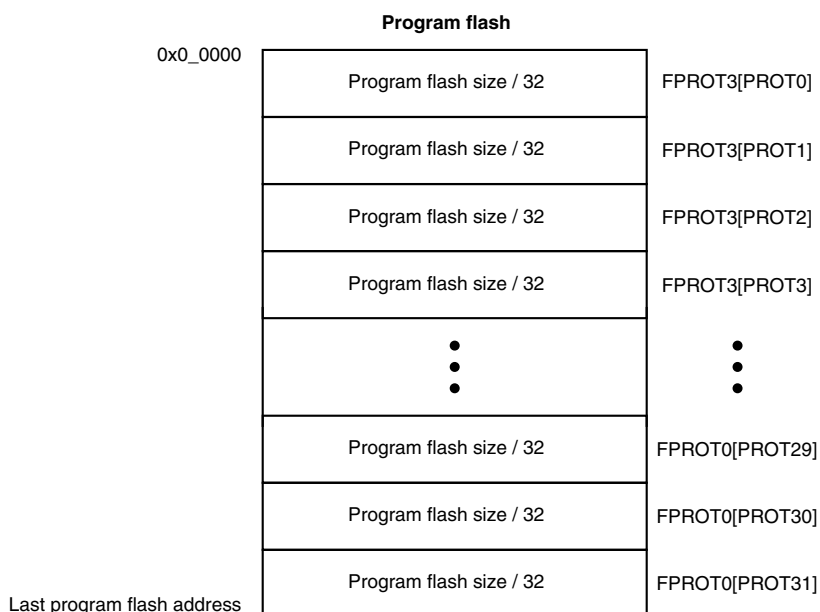 Program flash
0x0_0000
Program flash size / 32 FPROT3[PROT0]
Program flash size / 32 FPROT3[PROT1]
Program flash size / 32 FPROT3[PROT2]
Program flash size / 32 FPROT3[PROT3]
Program flash size / 32 FPROT0[PROT29]
Program flash size / 32 FPROT0[PROT30]
Program flash size / 32 FPROT0[PROT31]
Last program flash address